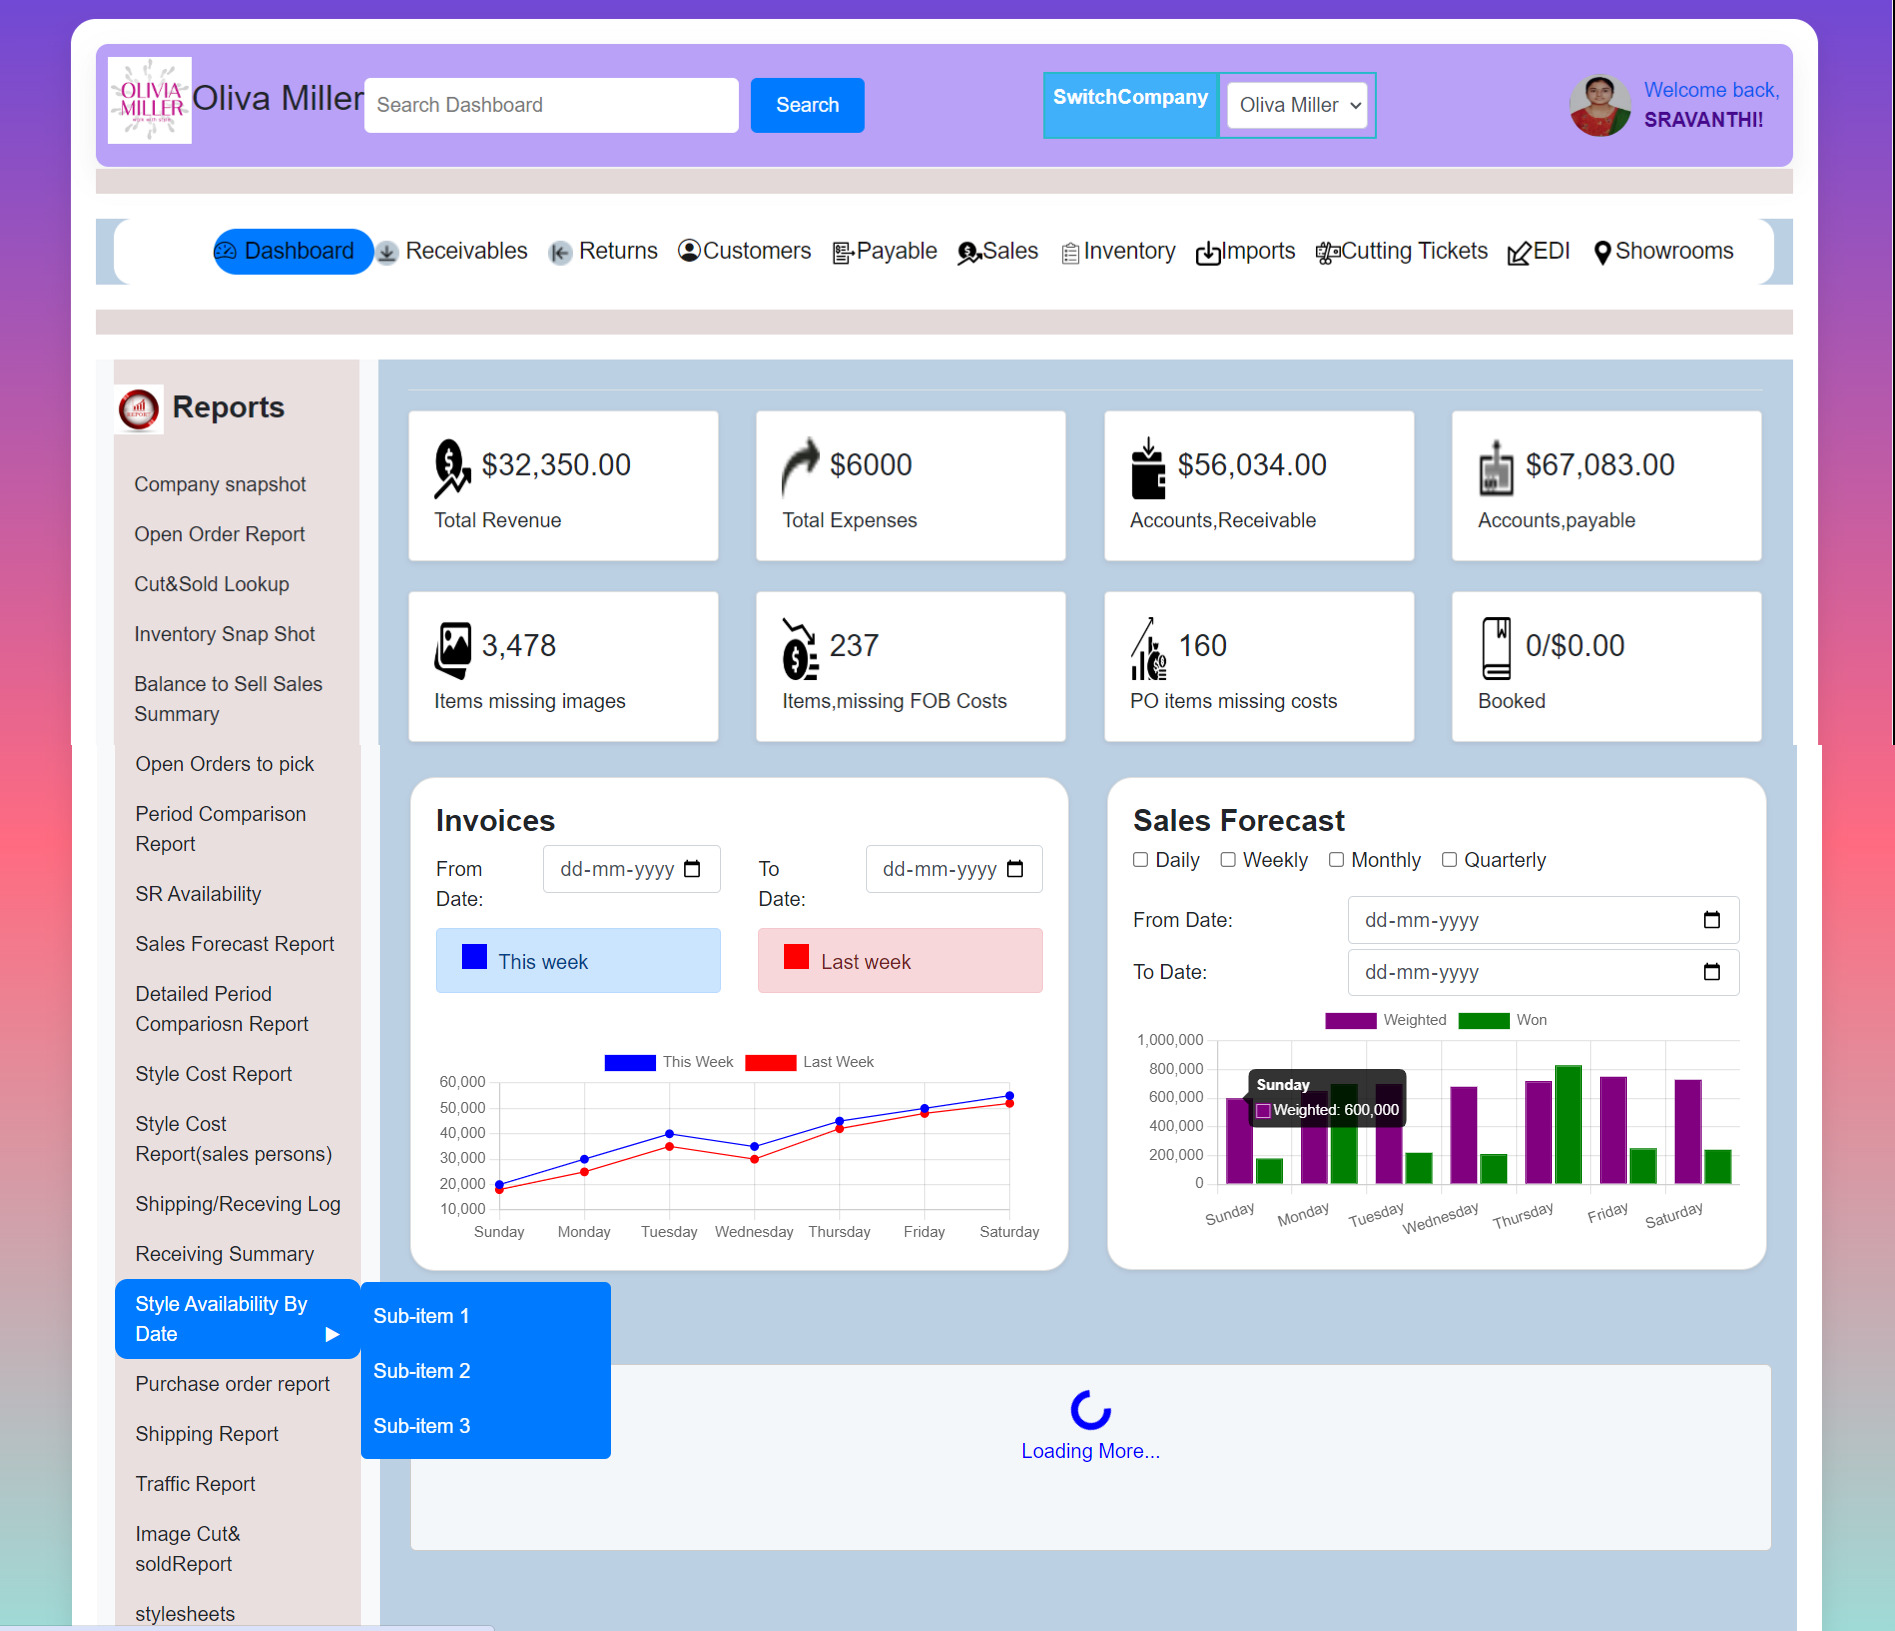 OLIVIA
MILLER
Oliva Miller
Search Dashboard
Search
SwitchCompany
Oliva Miller
Welcome back,
SRAVANTHI!
Dashboard
Receivables
Returns
Customers
Payable
Sales
Inventory
Imports
Cutting Tickets
EDI
Showrooms
Reports
Company snapshot
Open Order Report
Cut&Sold Lookup
Inventory Snap Shot
Balance to Sell Sales
Summary
Open Orders to pick
Period Comparison
Report
SR Availability
Sales Forecast Report
Detailed Period
Compariosn Report
Style Cost Report
Style Cost
Report(sales persons)
Shipping/Receving Log
Receiving Summary
Style Availability By
Date
Sub-item 1
Sub-item 2
Sub-item 3
Purchase order report
Shipping Report
Traffic Report
Image Cut&
soldReport
stylesheets
$32,350.00
Total Revenue
$6000
Total Expenses
$56,034.00
Accounts,Receivable
$67,083.00
Accounts,payable
3,478
Items missing images
237
Items,missing FOB Costs
160
PO items missing costs
0/$0.00
Booked
Invoices
From
Date:
dd-mm-yyyy
To
Date:
dd-mm-yyyy
This week
Last week
This Week
Last Week
60,000
50,000
40,000
30,000
20,000
10,000
Sunday
Monday
Tuesday
Wednesday
Thursday
Friday
Saturday
Sales Forecast
Daily
Weekly
Monthly
Quarterly
From Date:
dd-mm-yyyy
To Date:
dd-mm-yyyy
Weighted
Won
1,000,000
800,000
600,000
400,000
200,000
0
Sunday
Weighted: 600,000
Sunday
Monday
Tuesday
Wednesday
Thursday
Friday
Saturday
Loading More...